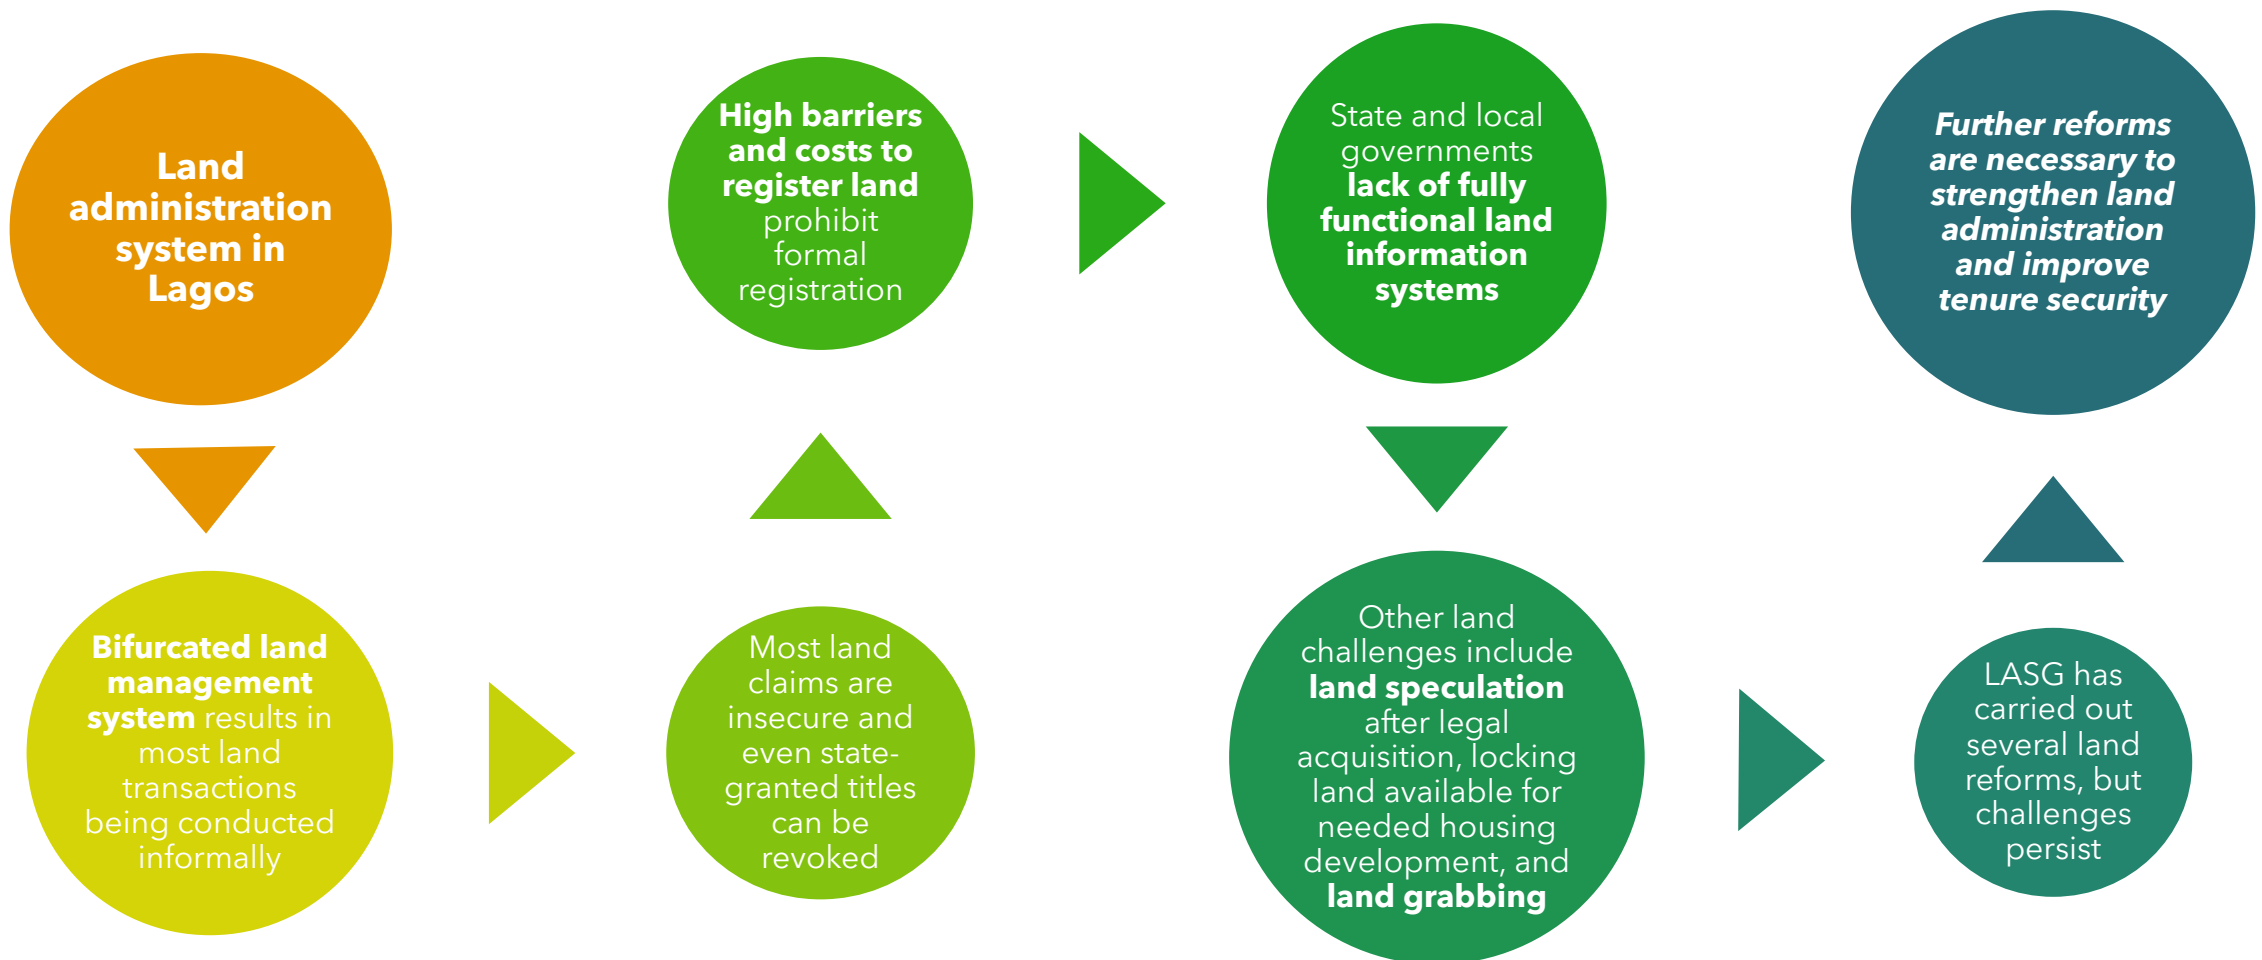 Land
administration
system in
Lagos
Bifurcated land
management
system results in
most land
transactions
being conducted
informally
Most land
claims are
insecure and
even state-
granted titles
can be
revoked
High barriers
and costs to
register land
prohibit
formal
registration
State and local
governments
lack of fully
functional land
information
systems
Other land
challenges include
land speculation
after legal
acquisition, locking
land available for
needed housing
development, and
land grabbing
LASG has
carried out
several land
reforms, but
challenges
persist
Further reforms
are necessary to
strengthen land
administration
and improve
tenure security